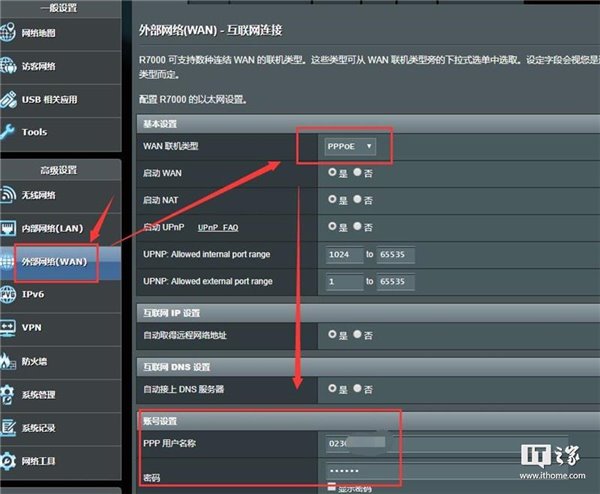 一般设置
网络地图
访客网络
USB 相关应用
Tools
高级设置
无线网络
内部网络(LAN)
外部网络(WAN)
IPv6
VPN
防火墙
系统管理
系统记录
网络工具
外部网络(WAN) - 互联网连接
R7000 可支持数种连结 WAN 的联机类型。这些类型可从 WAN 联机类型旁的下拉式选单中选取。设定字段会视您是
类型而定。
配置 R7000 的以太网设置。
基本设置
WAN 联机类型 PPPoE
启动 WAN 是 否
启动 NAT 是 否
启动 UPnP UPnP FAQ 是 否
UPNP: Allowed internal port range 1024 to 65535
UPNP: Allowed external port range 1 to 65535
互联网 IP 设置
自动取得远程网络地址 是 否
互联网 DNS 设置
自动接上 DNS 服务器 是 否
账号设置
PPP 用户名称 023
密码 ••••••
显示密码
IT之家
www.ithome.com